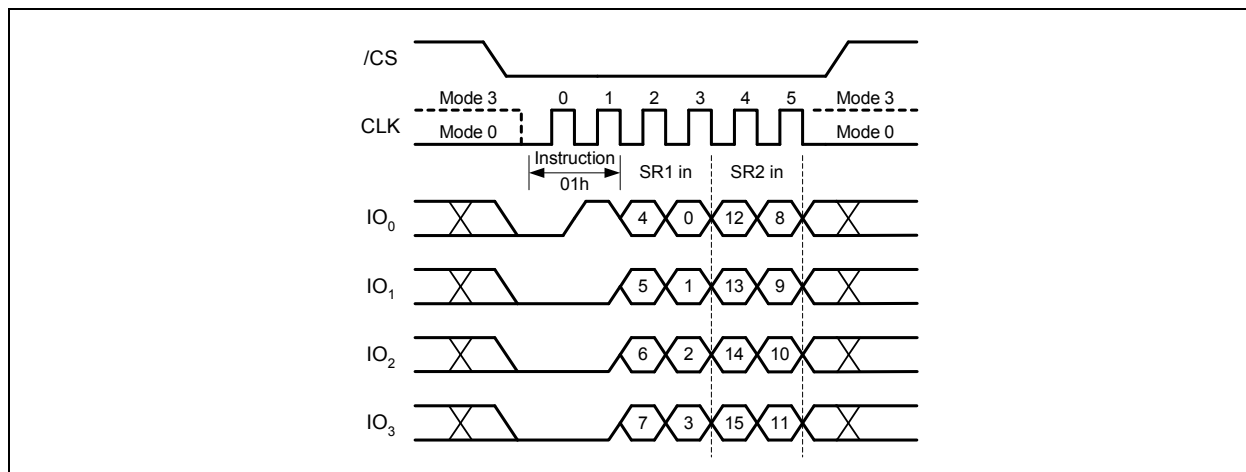 /CS
Mode 3 0 1 2 3 4 5 Mode 3
CLK
Mode 0 Mode 0
Instruction
01h
SR1 in SR2 in
IO0 4 0 12 8
IO1 5 1 13 9
IO2 6 2 14 10
IO3 7 3 15 11